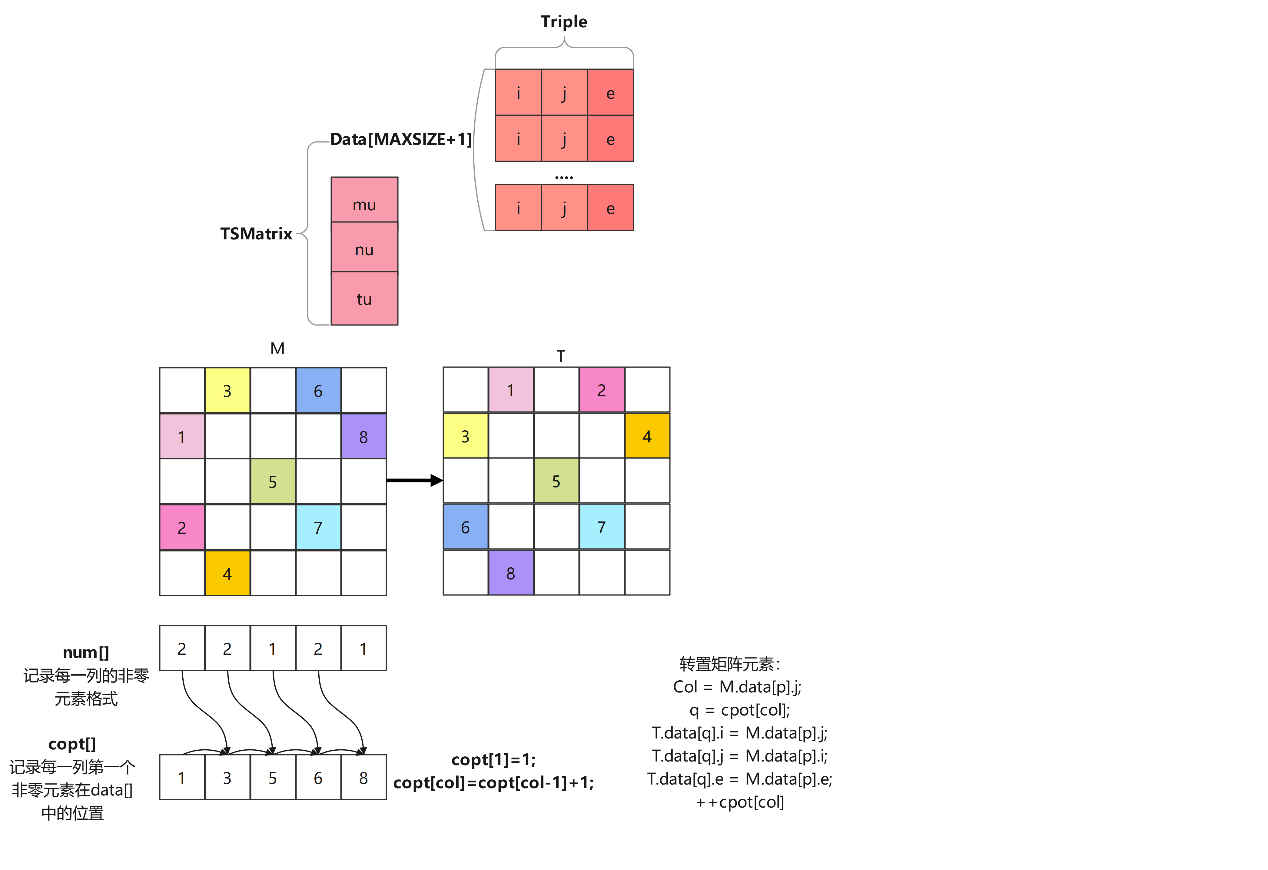 Triple
i j e
Data[MAXSIZE+1]
i j e
....
i j e
mu
TSMatrix
nu
tu
M
T
3 6
1 2
1 8
3 4
5
5
2 7
6 7
4
8
num[]
记录每一列的非零
元素格式
2 2 1 2 1
copt[]
记录每一列第一个
非零元素在data[]
中的位置
1 3 5 6 8
copt[1]=1;
copt[col]=copt[col-1]+1;
转置矩阵元素：
Col = M.data[p].j;
q = cpot[col];
T.data[q].i = M.data[p].j;
T.data[q].j = M.data[p].i;
T.data[q].e = M.data[p].e;
++cpot[col]